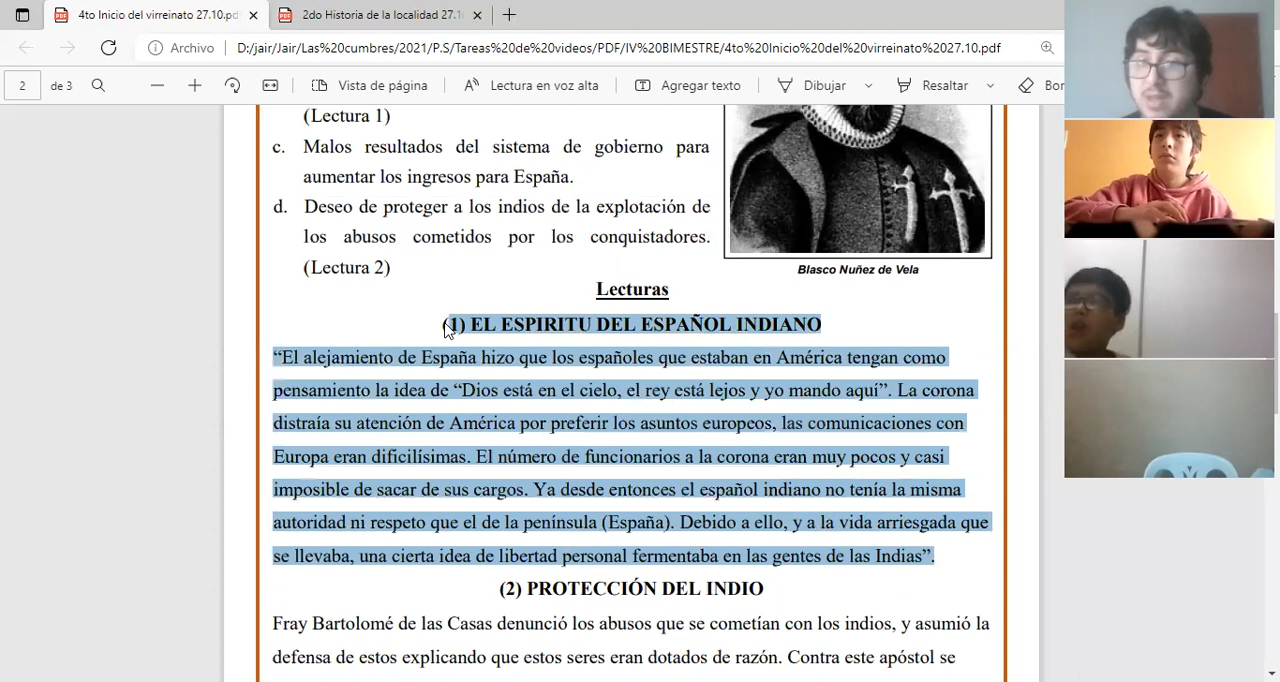 4to Inicio del virreinato 27.10.pd
2do Historia de la localidad 27.1
Archivo
D:/jair/Jair/Las%20cumbres/2021/P.S/Tareas%20de%20videos/PDF/IV%20BIMESTRE/4to%20Inicio%20del%20virreinato%2027.10.pdf
2 de 3
Vista de página
Lectura en voz alta
Agregar texto
Dibujar
Resaltar
Bor
(Lectura 1)
c. Malos resultados del sistema de gobierno para
aumentar los ingresos para España.
d. Deseo de proteger a los indios de la explotación de
los abusos cometidos por los conquistadores.
(Lectura 2)
Blasco Nuñez de Vela
Lecturas
(1) EL ESPIRITU DEL ESPAÑOL INDIANO
“El alejamiento de España hizo que los españoles que estaban en América tengan como
pensamiento la idea de “Dios está en el cielo, el rey está lejos y yo mando aquí”. La corona
distraía su atención de América por preferir los asuntos europeos, las comunicaciones con
Europa eran dificilísimas. El número de funcionarios a la corona eran muy pocos y casi
imposible de sacar de sus cargos. Ya desde entonces el español indiano no tenía la misma
autoridad ni respeto que el de la península (España). Debido a ello, y a la vida arriesgada que
se llevaba, una cierta idea de libertad personal fermentaba en las gentes de las Indias”.
(2) PROTECCIÓN DEL INDIO
Fray Bartolomé de las Casas denunció los abusos que se cometían con los indios, y asumió la
defensa de estos explicando que estos seres eran dotados de razón. Contra este apóstol se